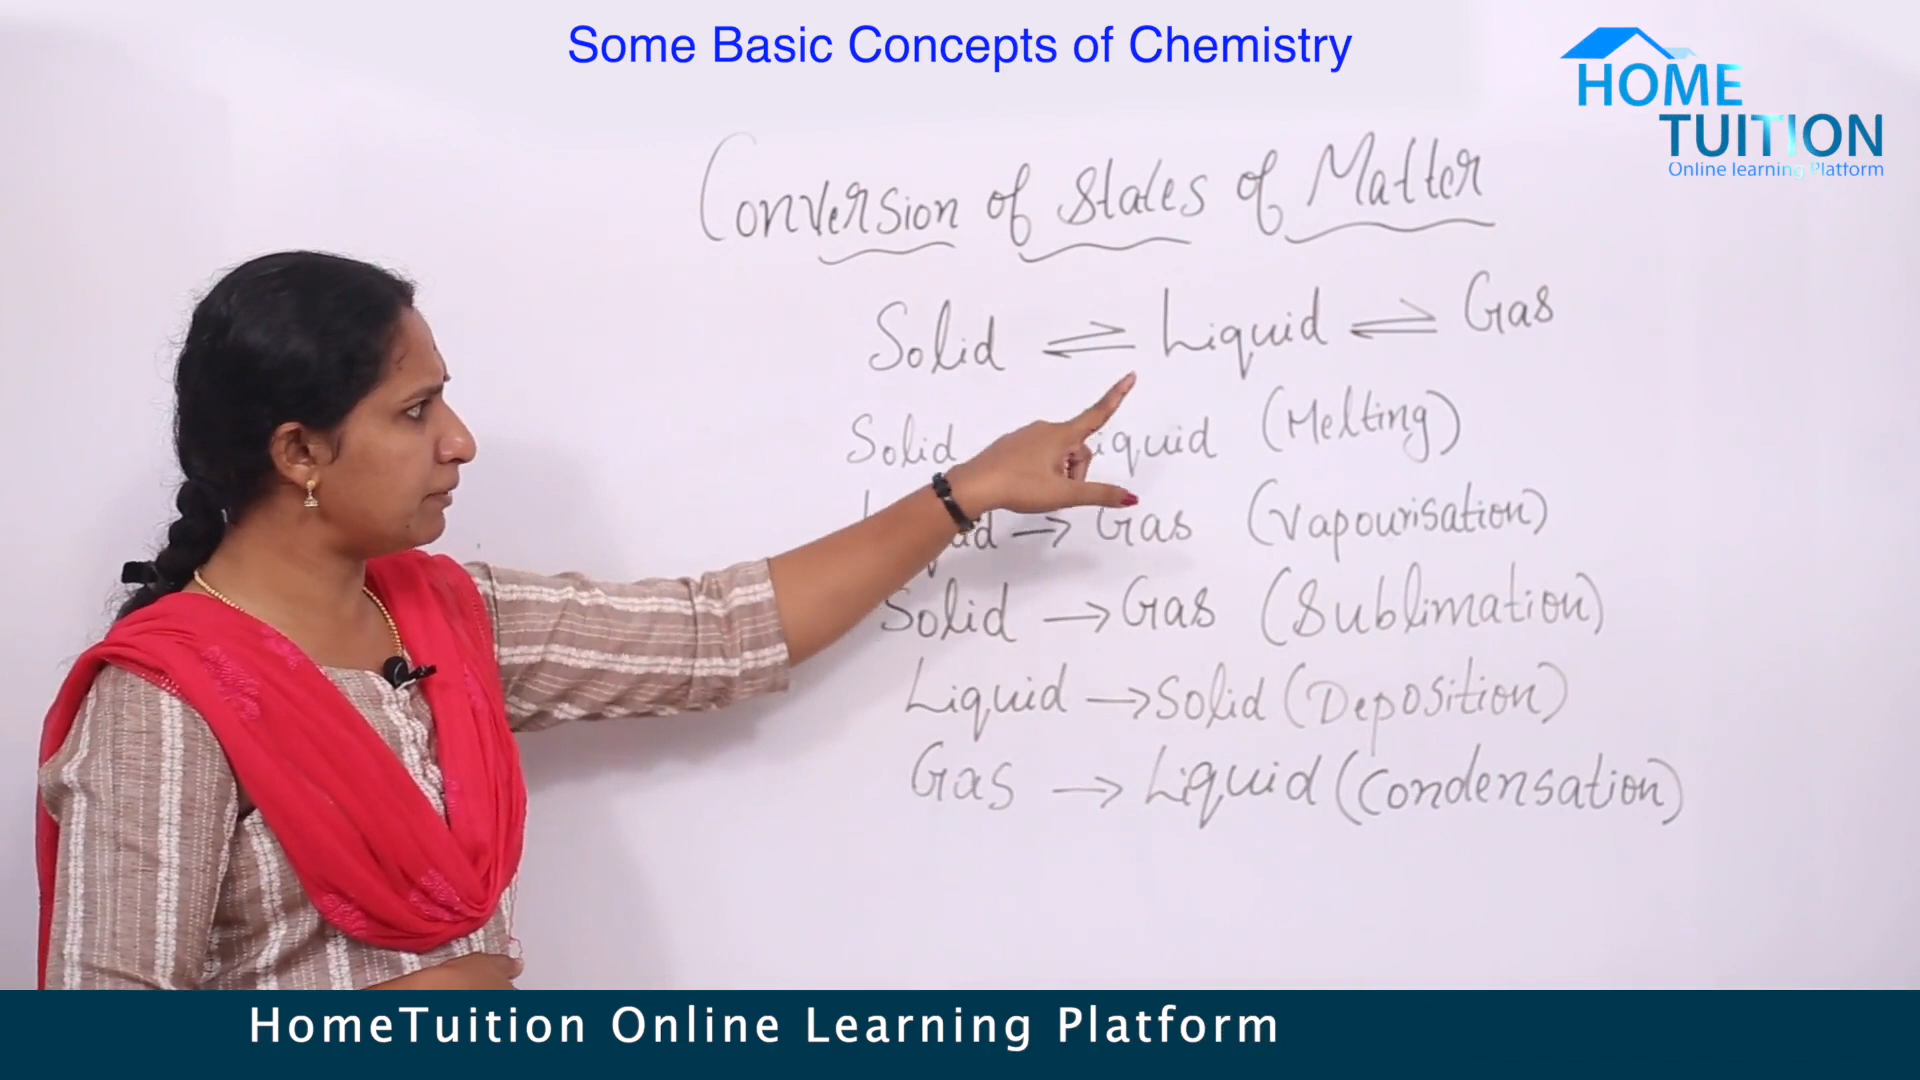 Some Basic Concepts of Chemistry
HOME
TUITION
Online learning Platform
Conversion of States of Matter
Solid ⇌ Liquid ⇌ Gas
Solid iquid (Melting)
→ Gas (Vapourisation)
Solid → Gas (Sublimation)
Liquid → Solid (Deposition)
Gas → Liquid (Condensation)
HomeTuition Online Learning Platform